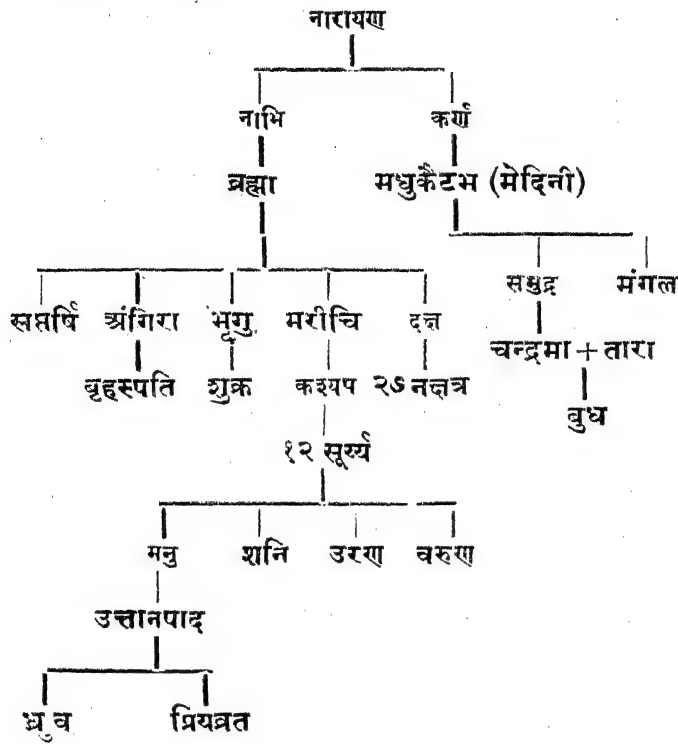 नारायण
नाभि कर्ण
ब्रह्मा मधुकैटभ (मेदिनी)
समुद्र मंगल
सप्तर्षि अंगिरा भृगु मरीचि दक्ष
चन्द्रमा + तारा
बृहस्पति शुक्र कश्यप २७ नक्षत्र
बुध
१२ सूर्य्य
मनु शनि उरण वरुण
उत्तानपाद
ध्रुव प्रियव्रत